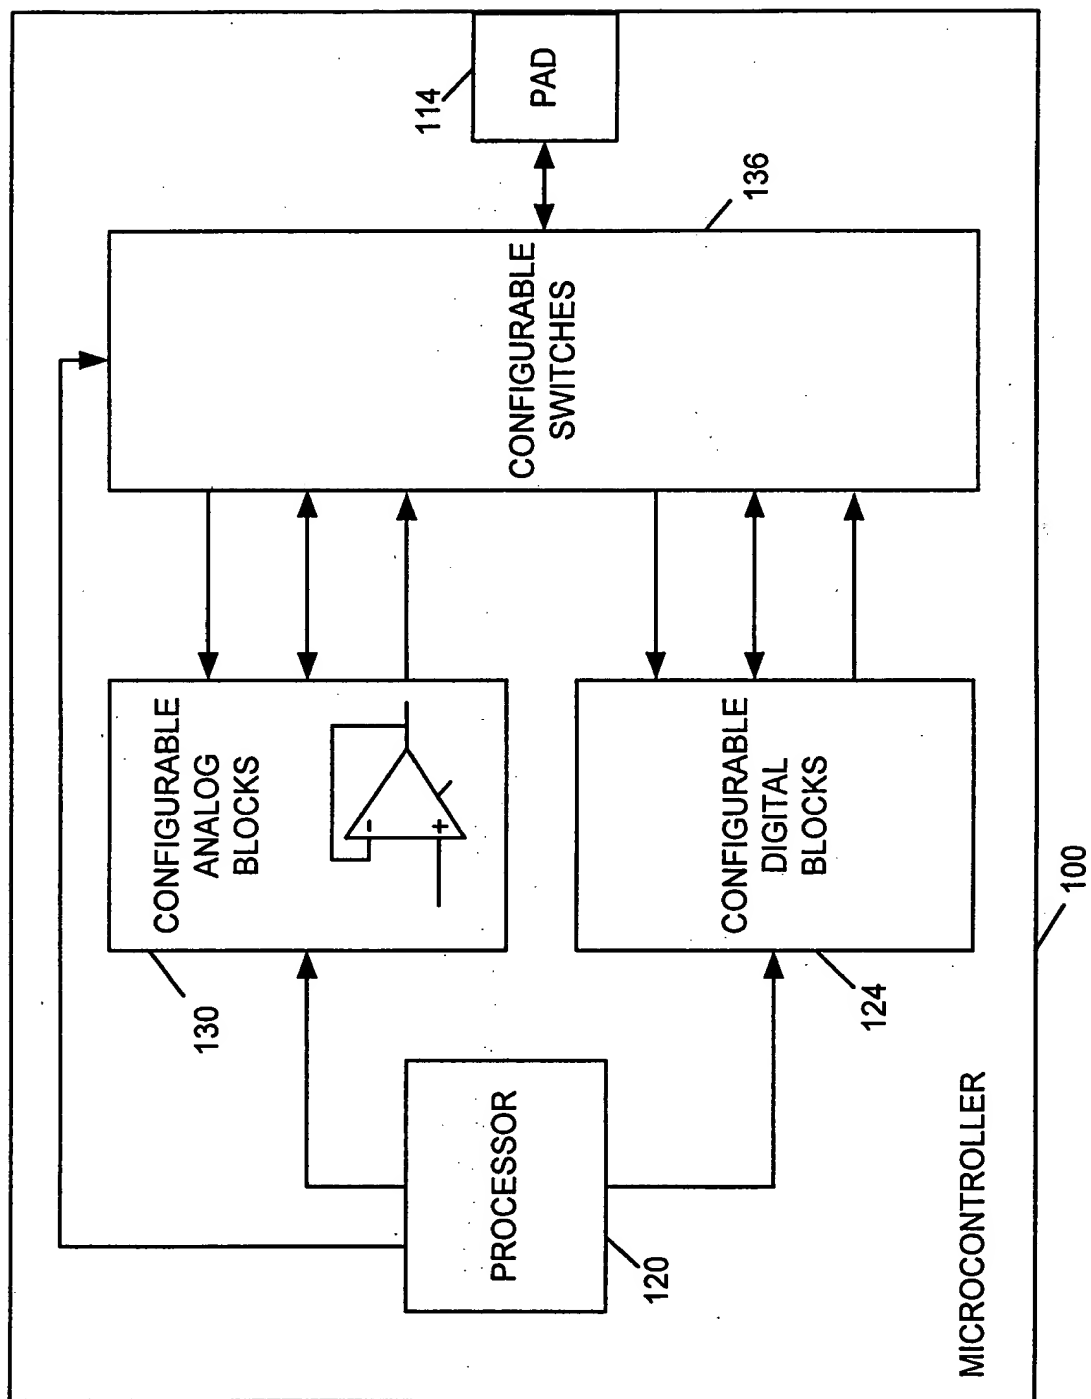 MICROCONTROLLER
100
PROCESSOR
120
CONFIGURABLE
ANALOG
BLOCKS
-
+
130
CONFIGURABLE
DIGITAL
BLOCKS
124
CONFIGURABLE
SWITCHES
136
PAD
114